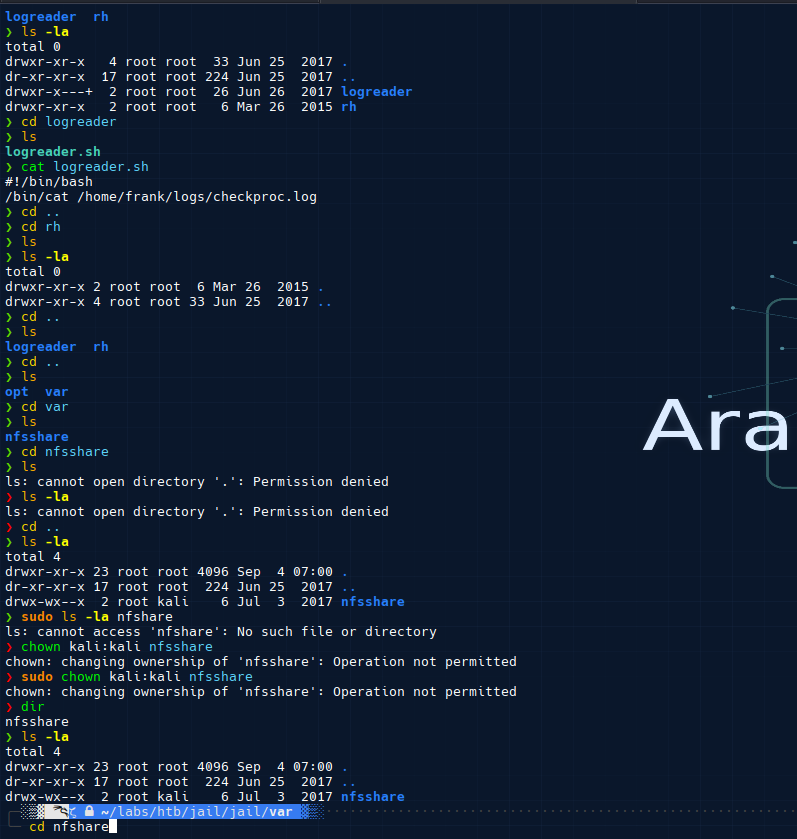 logreader  rh
❯ ls -la
total 0
drwxr-xr-x   4 root root  33 Jun 25  2017 .
dr-xr-xr-x  17 root root 224 Jun 25  2017 ..
drwxr-x---+  2 root root  26 Jun 26  2017 logreader
drwxr-xr-x   2 root root   6 Mar 26  2015 rh
❯ cd logreader
❯ ls
logreader.sh
❯ cat logreader.sh
#!/bin/bash
/bin/cat /home/frank/logs/checkproc.log
❯ cd ..
❯ cd rh
❯ ls
❯ ls -la
total 0
drwxr-xr-x 2 root root  6 Mar 26  2015 .
drwxr-xr-x 4 root root 33 Jun 25  2017 ..
❯ cd ..
❯ ls
logreader  rh
❯ cd ..
❯ ls
opt  var
❯ cd var
❯ ls
nfsshare
❯ cd nfsshare
❯ ls
ls: cannot open directory '.': Permission denied
❯ ls -la
ls: cannot open directory '.': Permission denied
❯ cd ..
❯ ls -la
total 4
drwxr-xr-x 23 root root 4096 Sep  4 07:00 .
dr-xr-xr-x 17 root root  224 Jun 25  2017 ..
drwx-wx--x  2 root kali    6 Jul  3  2017 nfsshare
❯ sudo ls -la nfshare
ls: cannot access 'nfshare': No such file or directory
❯ chown kali:kali nfsshare
chown: changing ownership of 'nfsshare': Operation not permitted
❯ sudo chown kali:kali nfsshare
chown: changing ownership of 'nfsshare': Operation not permitted
❯ dir
nfsshare
❯ ls -la
total 4
drwxr-xr-x 23 root root 4096 Sep  4 07:00 .
dr-xr-xr-x 17 root root  224 Jun 25  2017 ..
drwx-wx--x  2 root kali    6 Jul  3  2017 nfsshare
~/labs/htb/jail/jail/var
cd nfshare
Ara